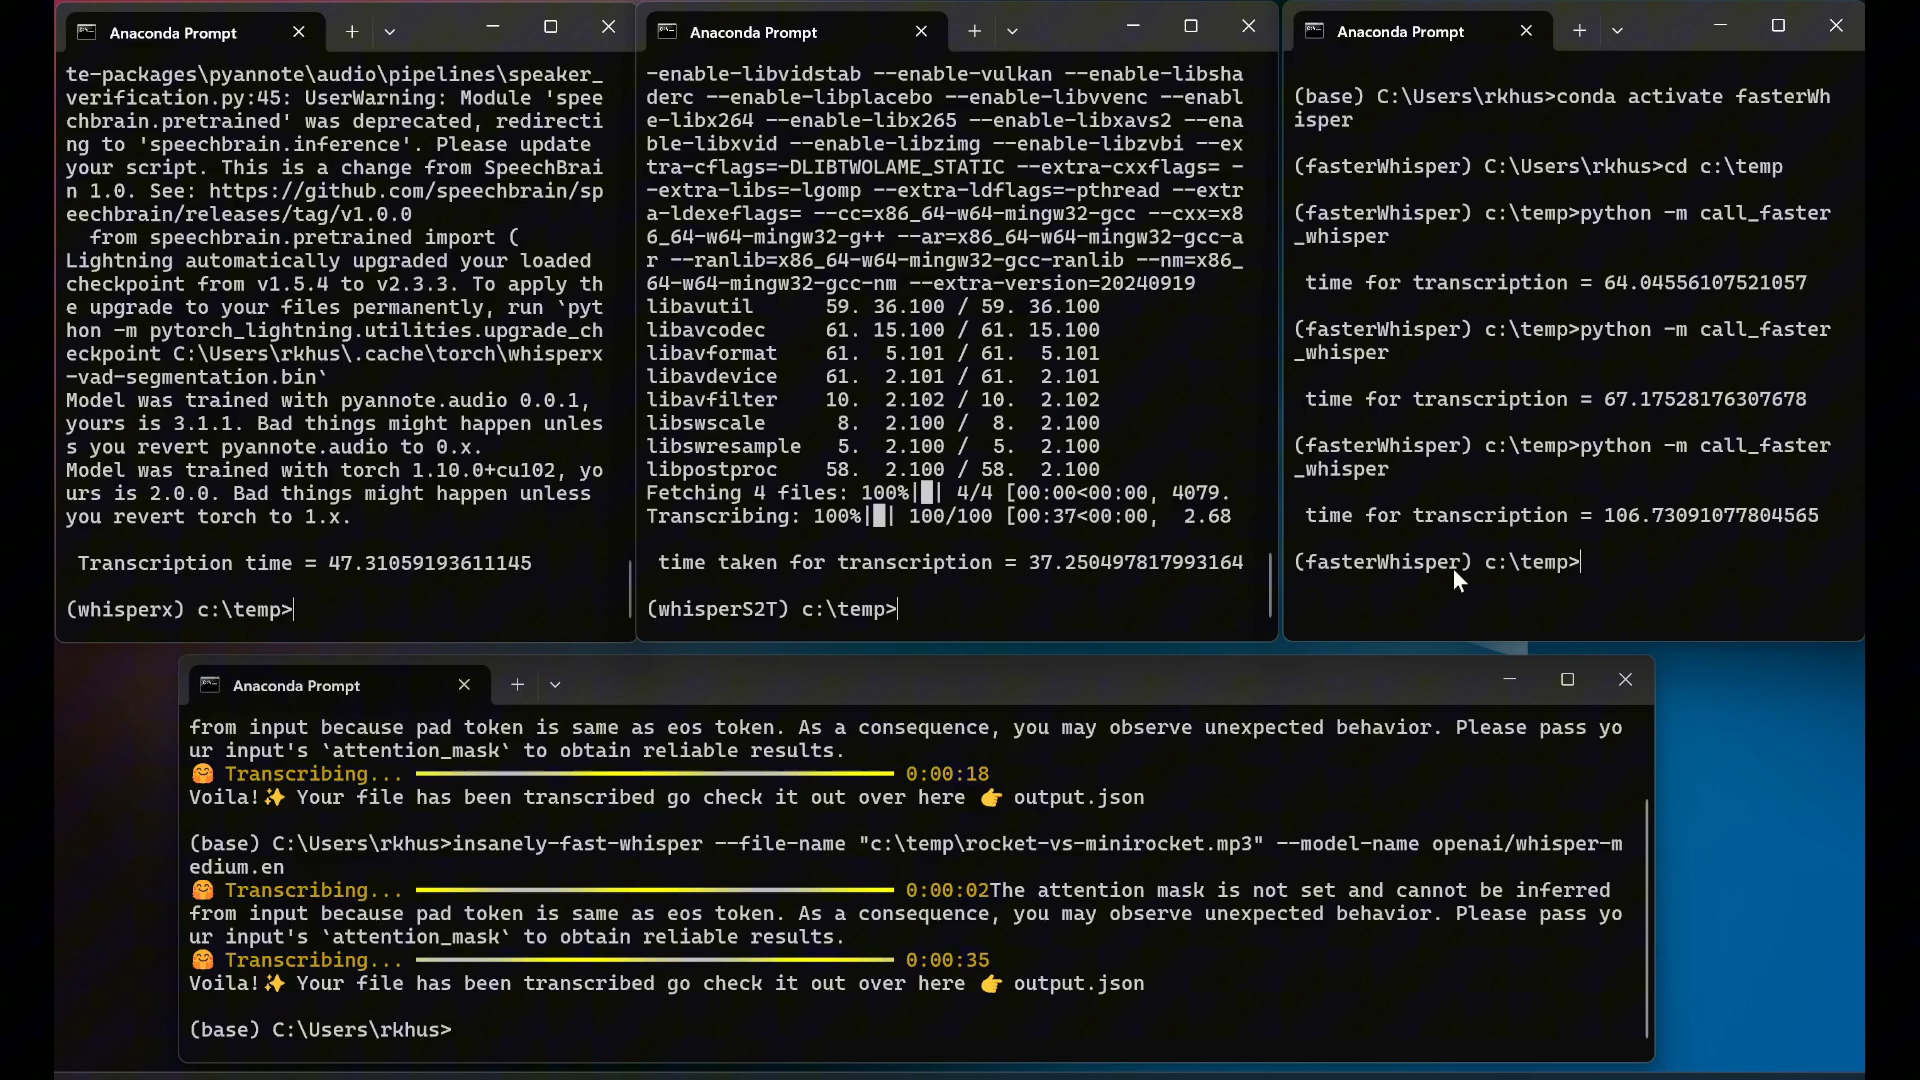 Anaconda Prompt
te-packages\pyannote\audio\pipelines\speaker_
verification.py:45: UserWarning: Module 'spee
chbrain.pretrained' was deprecated, redirecti
ng to 'speechbrain.inference'. Please update
your script. This is a change from SpeechBrai
n 1.0. See: https://github.com/speechbrain/sp
eechbrain/releases/tag/v1.0.0
  from speechbrain.pretrained import (
Lightning automatically upgraded your loaded
checkpoint from v1.5.4 to v2.3.3. To apply th
e upgrade to your files permanently, run `pyt
hon -m pytorch_lightning.utilities.upgrade_ch
eckpoint C:\Users\rkhus\.cache\torch\whisperx
-vad-segmentation.bin`
Model was trained with pyannote.audio 0.0.1,
yours is 3.1.1. Bad things might happen unles
s you revert pyannote.audio to 0.x.
Model was trained with torch 1.10.0+cu102, yo
urs is 2.0.0. Bad things might happen unless
you revert torch to 1.x.
Transcription time = 47.31059193611145
(whisperx) c:\temp>
Anaconda Prompt
-enable-libvidstab --enable-vulkan --enable-libsha
derc --enable-libplacebo --enable-libvvenc --enabl
e-libx264 --enable-libx265 --enable-libxavs2 --ena
ble-libxvid --enable-libzimg --enable-libzvbi --ex
tra-cflags=-DLIBTWOLAME_STATIC --extra-cxxflags= -
-extra-libs=-lgomp --extra-ldflags=-pthread --extr
a-ldexeflags= --cc=x86_64-w64-mingw32-gcc --cxx=x8
6_64-w64-mingw32-g++ --ar=x86_64-w64-mingw32-gcc-a
r --ranlib=x86_64-w64-mingw32-gcc-ranlib --nm=x86_
64-w64-mingw32-gcc-nm --extra-version=20240919
libavutil 59. 36.100 / 59. 36.100
libavcodec 61. 15.100 / 61. 15.100
libavformat 61. 5.101 / 61. 5.101
libavdevice 61. 2.101 / 61. 2.101
libavfilter 10. 2.102 / 10. 2.102
libswscale 8. 2.100 / 8. 2.100
libswresample 5. 2.100 / 5. 2.100
libpostproc 58. 2.100 / 58. 2.100
Fetching 4 files: 100%|█| 4/4 [00:00<00:00, 4079.
Transcribing: 100%|█| 100/100 [00:37<00:00, 2.68
time taken for transcription = 37.250497817993164
(whisperS2T) c:\temp>
Anaconda Prompt
(base) C:\Users\rkhus>conda activate fasterWh
isper
(fasterWhisper) C:\Users\rkhus>cd c:\temp
(fasterWhisper) c:\temp>python -m call_faster
_whisper
time for transcription = 64.04556107521057
(fasterWhisper) c:\temp>python -m call_faster
_whisper
time for transcription = 67.17528176307678
(fasterWhisper) c:\temp>python -m call_faster
_whisper
time for transcription = 106.73091077804565
(fasterWhisper) c:\temp>
Anaconda Prompt
from input because pad token is same as eos token. As a consequence, you may observe unexpected behavior. Please pass yo
ur input's `attention_mask` to obtain reliable results.
🤗 Transcribing... 0:00:18
Voila!✨ Your file has been transcribed go check it out over here 👉 output.json
(base) C:\Users\rkhus>insanely-fast-whisper --file-name "c:\temp\rocket-vs-minirocket.mp3" --model-name openai/whisper-m
edium.en
🤗 Transcribing... 0:00:02The attention mask is not set and cannot be inferred
from input because pad token is same as eos token. As a consequence, you may observe unexpected behavior. Please pass yo
ur input's `attention_mask` to obtain reliable results.
🤗 Transcribing... 0:00:35
Voila!✨ Your file has been transcribed go check it out over here 👉 output.json
(base) C:\Users\rkhus>